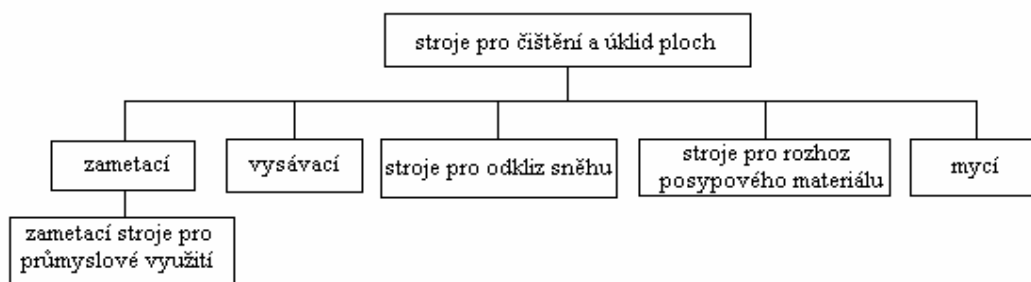 stroje pro čištění a úklid ploch
zametací
vysávací
stroje pro odkliz sněhu
stroje pro rozhoz
posypového materiálu
mycí
zametací stroje pro
průmyslové využití